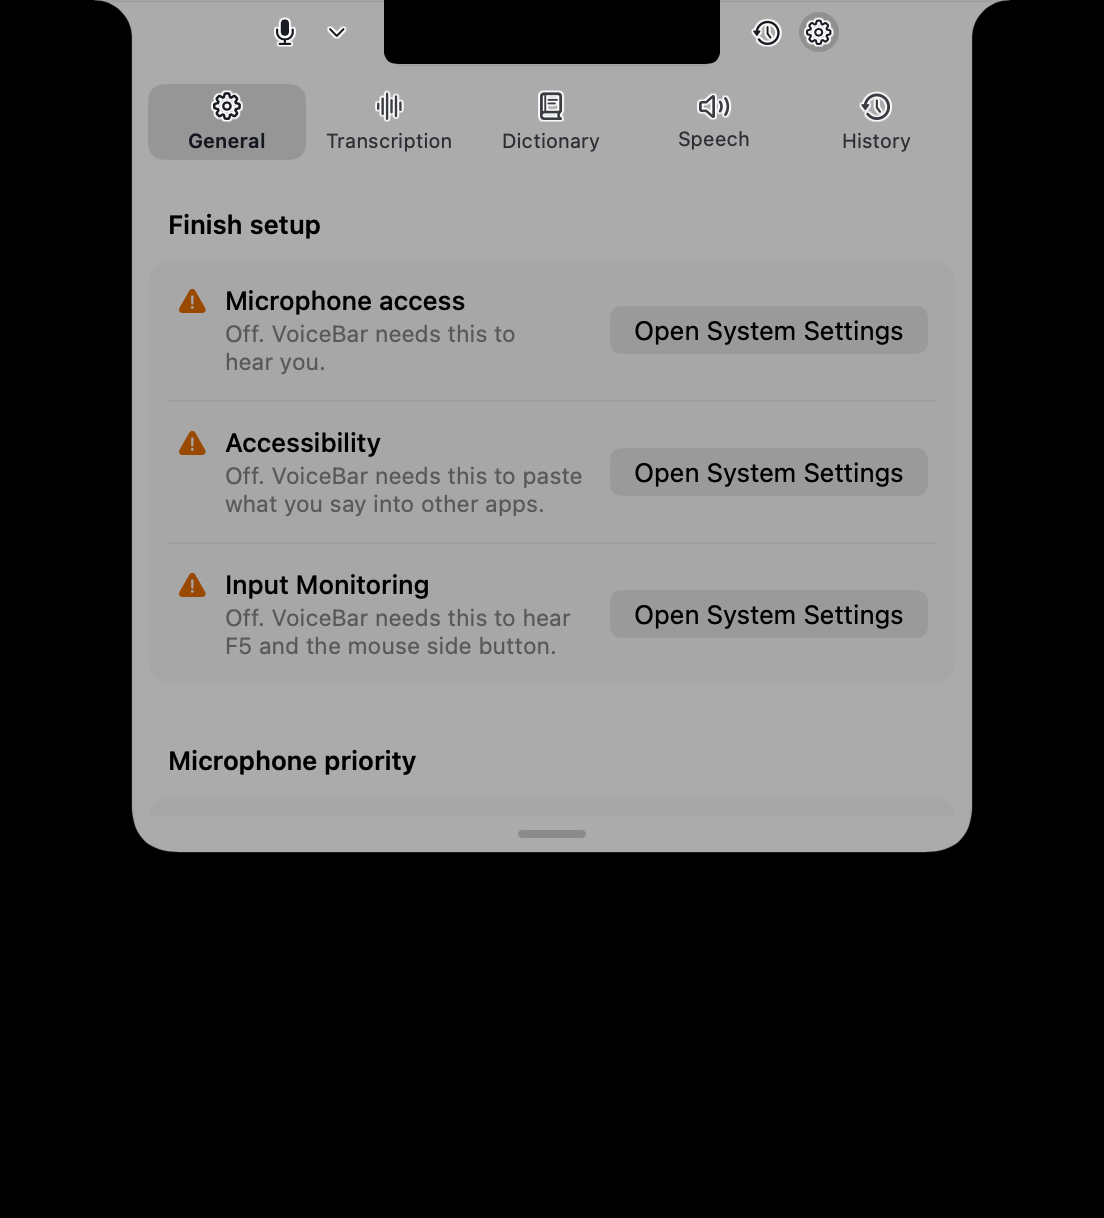 General
Transcription
Dictionary
Speech
History
Finish setup
Microphone access
Off. VoiceBar needs this to
hear you.
Open System Settings
Accessibility
Off. VoiceBar needs this to paste
what you say into other apps.
Open System Settings
Input Monitoring
Off. VoiceBar needs this to hear
F5 and the mouse side button.
Open System Settings
Microphone priority